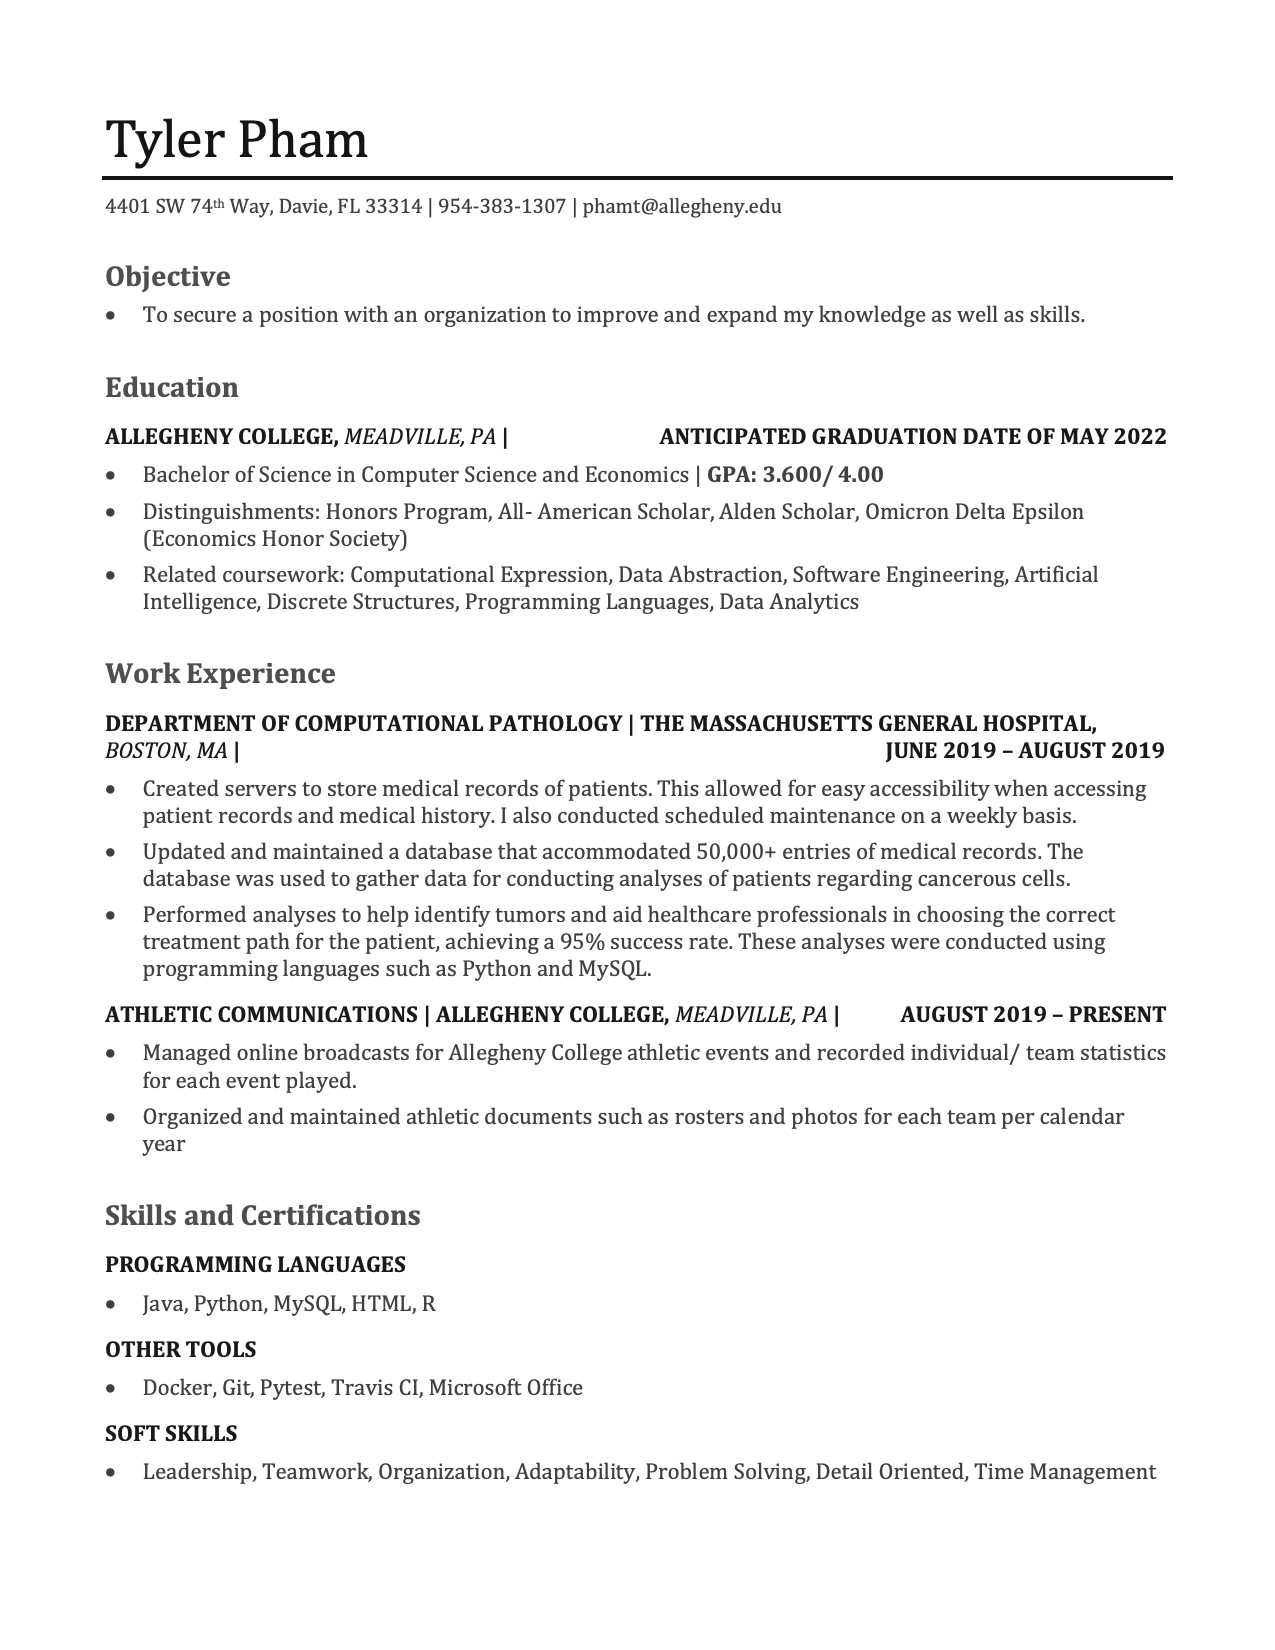 Tyler Pham
4401 SW 74th Way, Davie, FL 33314 | 954-383-1307 | phamt@allegheny.edu
Objective
• To secure a position with an organization to improve and expand my knowledge as well as skills.
Education
ALLEGHENY COLLEGE, MEADVILLE, PA | ANTICIPATED GRADUATION DATE OF MAY 2022
• Bachelor of Science in Computer Science and Economics | GPA: 3.600/ 4.00
• Distinguishments: Honors Program, All- American Scholar, Alden Scholar, Omicron Delta Epsilon
(Economics Honor Society)
• Related coursework: Computational Expression, Data Abstraction, Software Engineering, Artificial
Intelligence, Discrete Structures, Programming Languages, Data Analytics
Work Experience
DEPARTMENT OF COMPUTATIONAL PATHOLOGY | THE MASSACHUSETTS GENERAL HOSPITAL,
BOSTON, MA | JUNE 2019 – AUGUST 2019
• Created servers to store medical records of patients. This allowed for easy accessibility when accessing
patient records and medical history. I also conducted scheduled maintenance on a weekly basis.
• Updated and maintained a database that accommodated 50,000+ entries of medical records. The
database was used to gather data for conducting analyses of patients regarding cancerous cells.
• Performed analyses to help identify tumors and aid healthcare professionals in choosing the correct
treatment path for the patient, achieving a 95% success rate. These analyses were conducted using
programming languages such as Python and MySQL.
ATHLETIC COMMUNICATIONS | ALLEGHENY COLLEGE, MEADVILLE, PA | AUGUST 2019 – PRESENT
• Managed online broadcasts for Allegheny College athletic events and recorded individual/ team statistics
for each event played.
• Organized and maintained athletic documents such as rosters and photos for each team per calendar
year
Skills and Certifications
PROGRAMMING LANGUAGES
• Java, Python, MySQL, HTML, R
OTHER TOOLS
• Docker, Git, Pytest, Travis CI, Microsoft Office
SOFT SKILLS
• Leadership, Teamwork, Organization, Adaptability, Problem Solving, Detail Oriented, Time Management